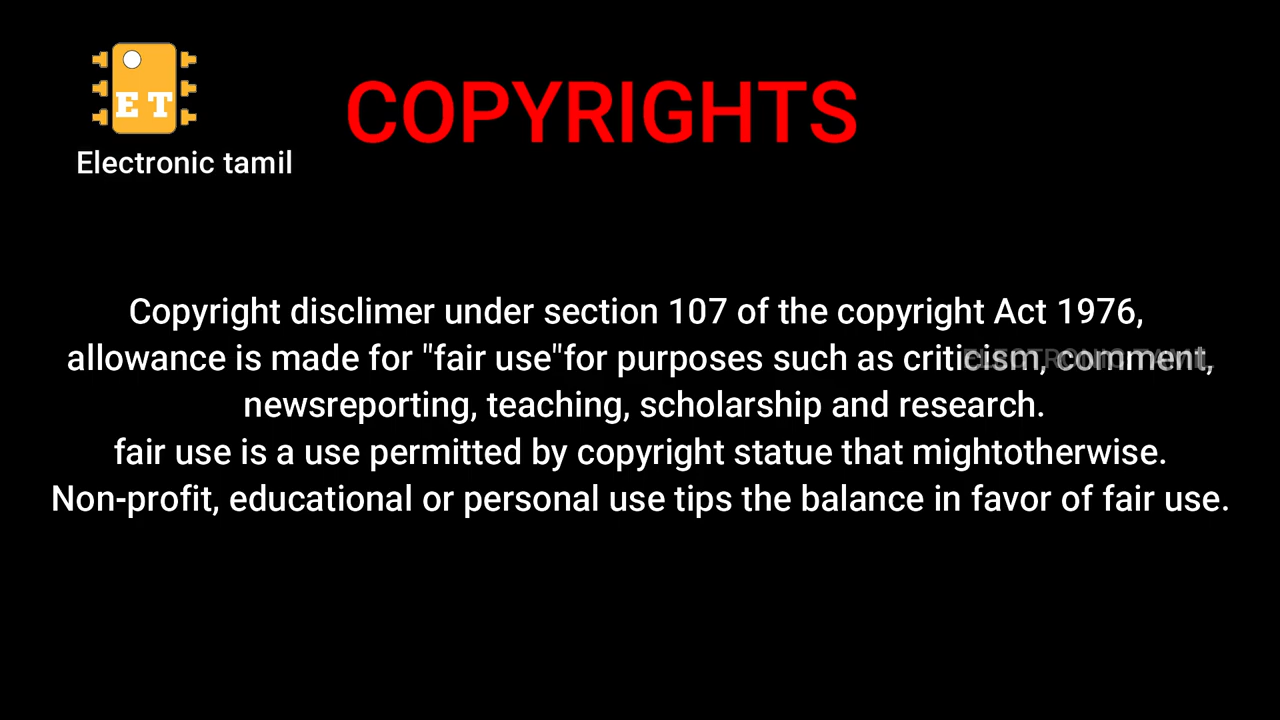 E T
Electronic tamil
COPYRIGHTS
Copyright disclimer under section 107 of the copyright Act 1976,
allowance is made for "fair use"for purposes such as criticism, comment,
ELECTRONIC TAMIL
newsreporting, teaching, scholarship and research.
fair use is a use permitted by copyright statue that mightotherwise.
Non-profit, educational or personal use tips the balance in favor of fair use.